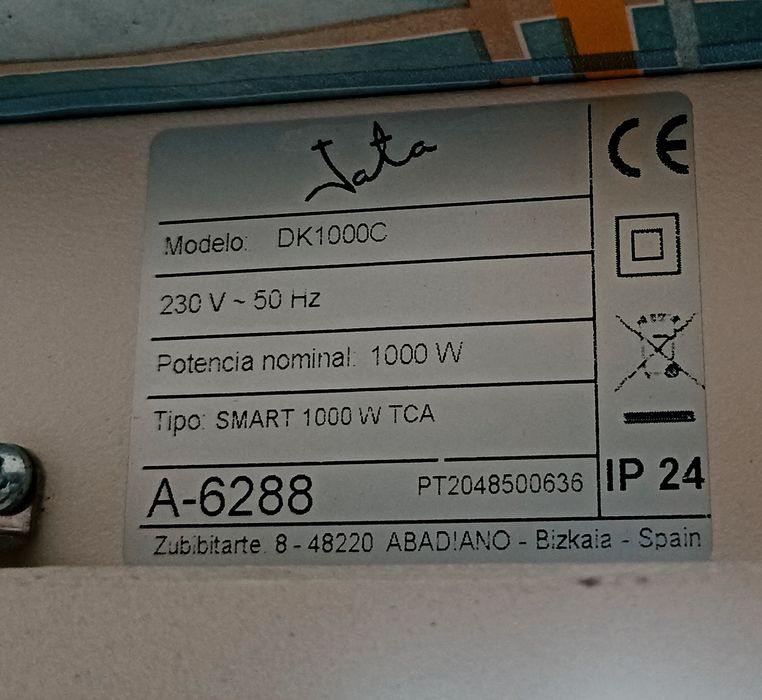 Jata
CE
Modelo: DK1000C
230 V ~ 50 Hz
Potencia nominal: 1000 W
Tipo: SMART 1000 W TCA
A-6288 PT2048500636
IP 24
Zubibitarte, 8 - 48220 ABADIANO - Bizkaia - Spain